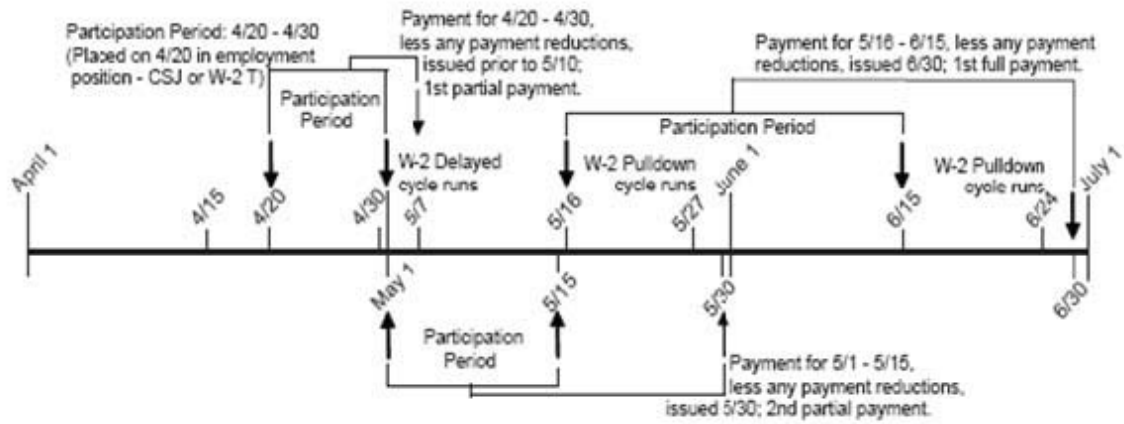 Participation Period: 4/20 - 4/30
(Placed on 4/20 in employment
position - CSJ or W-2 T)
Payment for 4/20 - 4/30,
less any payment reductions,
issued prior to 5/10;
1st partial payment.
Payment for 5/16 - 6/15, less any payment
reductions, issued 6/30; 1st full payment.
Participation
Period
Participation Period
W-2 Delayed
cycle runs
W-2 Pulldown
cycle runs
W-2 Pulldown
cycle runs
April 1
4/15
4/20
4/30
5/7
5/16
5/27
June 1
6/15
6/24
July 1
May 1
5/15
5/30
6/30
Participation
Period
Payment for 5/1 - 5/15,
less any payment reductions,
issued 5/30; 2nd partial payment.